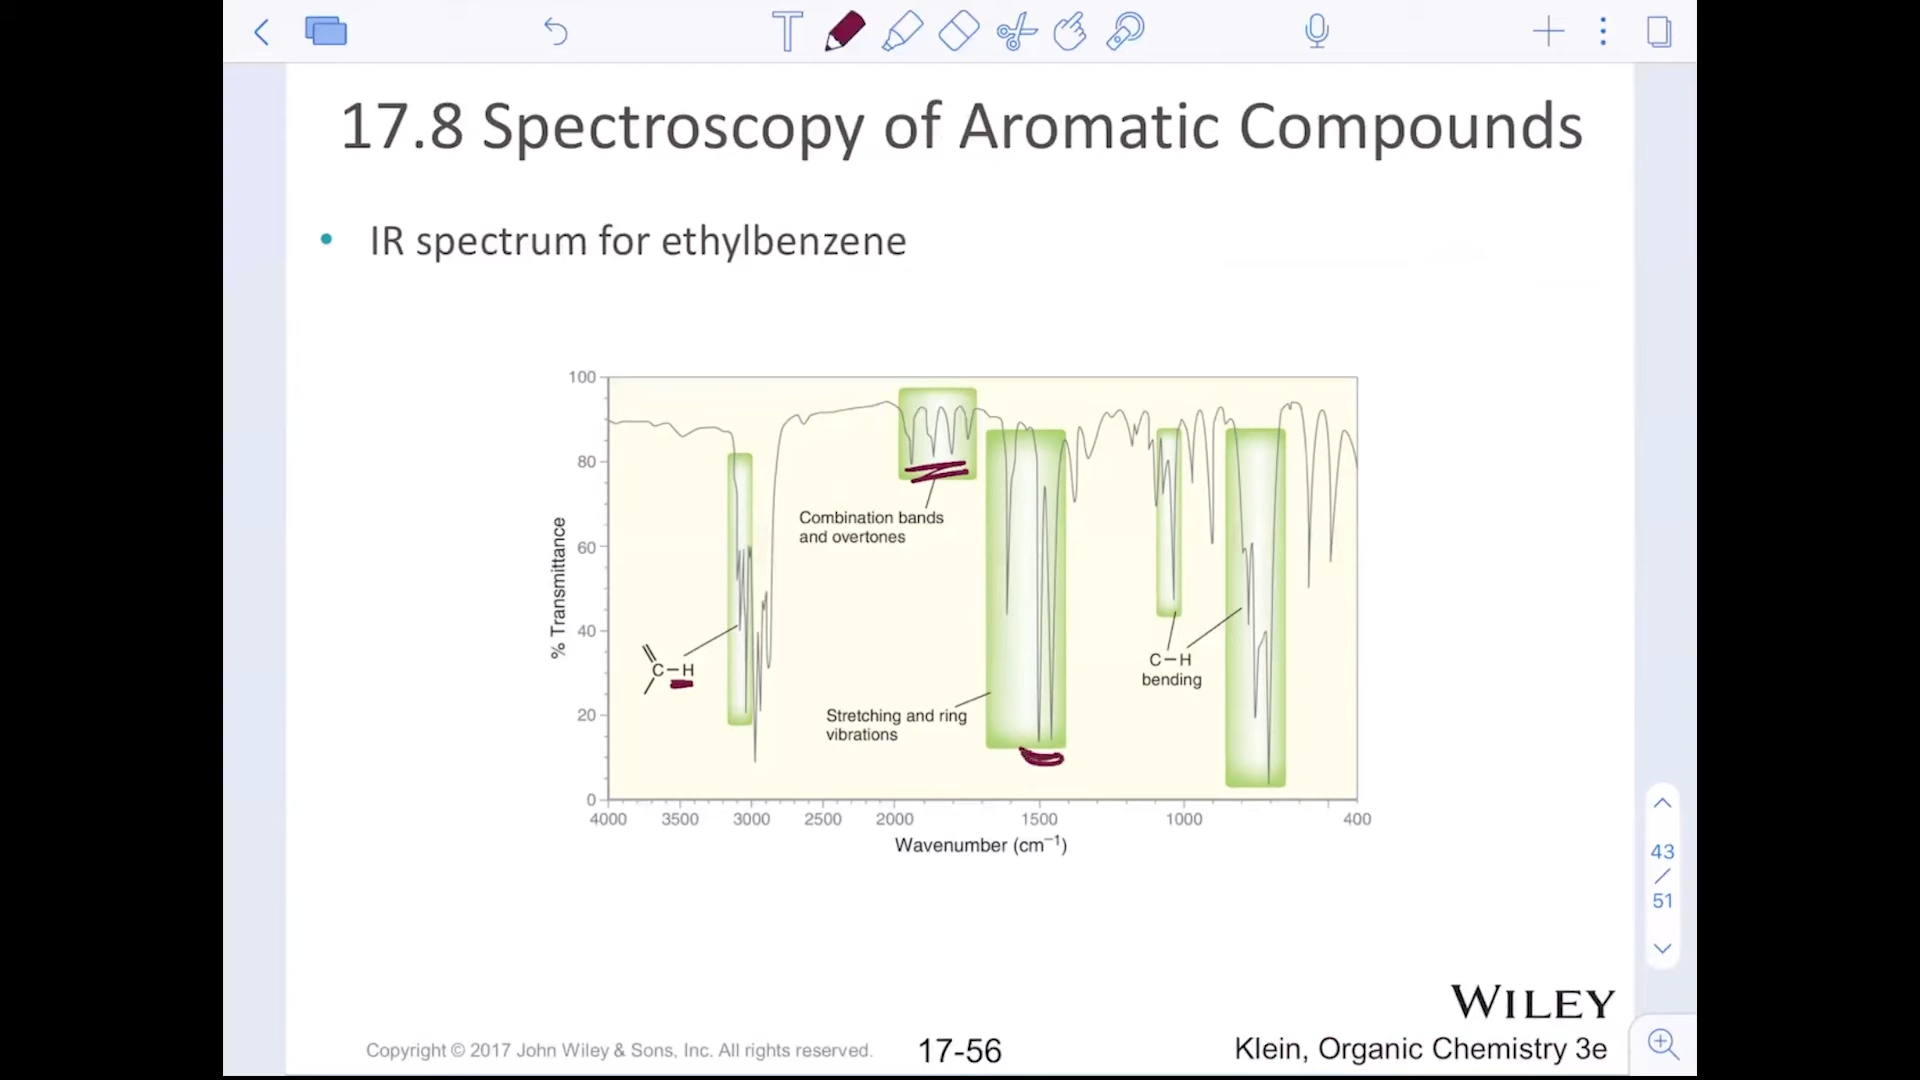 17.8 Spectroscopy of Aromatic Compounds
• IR spectrum for ethylbenzene
100
80
60
40
20
0
% Transmittance
Combination bands
and overtones
C–H
Stretching and ring
vibrations
C–H
bending
4000 3500 3000 2500 2000 1500 1000 400
Wavenumber (cm⁻¹)
43
/
51
WILEY
Copyright © 2017 John Wiley & Sons, Inc. All rights reserved.
17-56
Klein, Organic Chemistry 3e